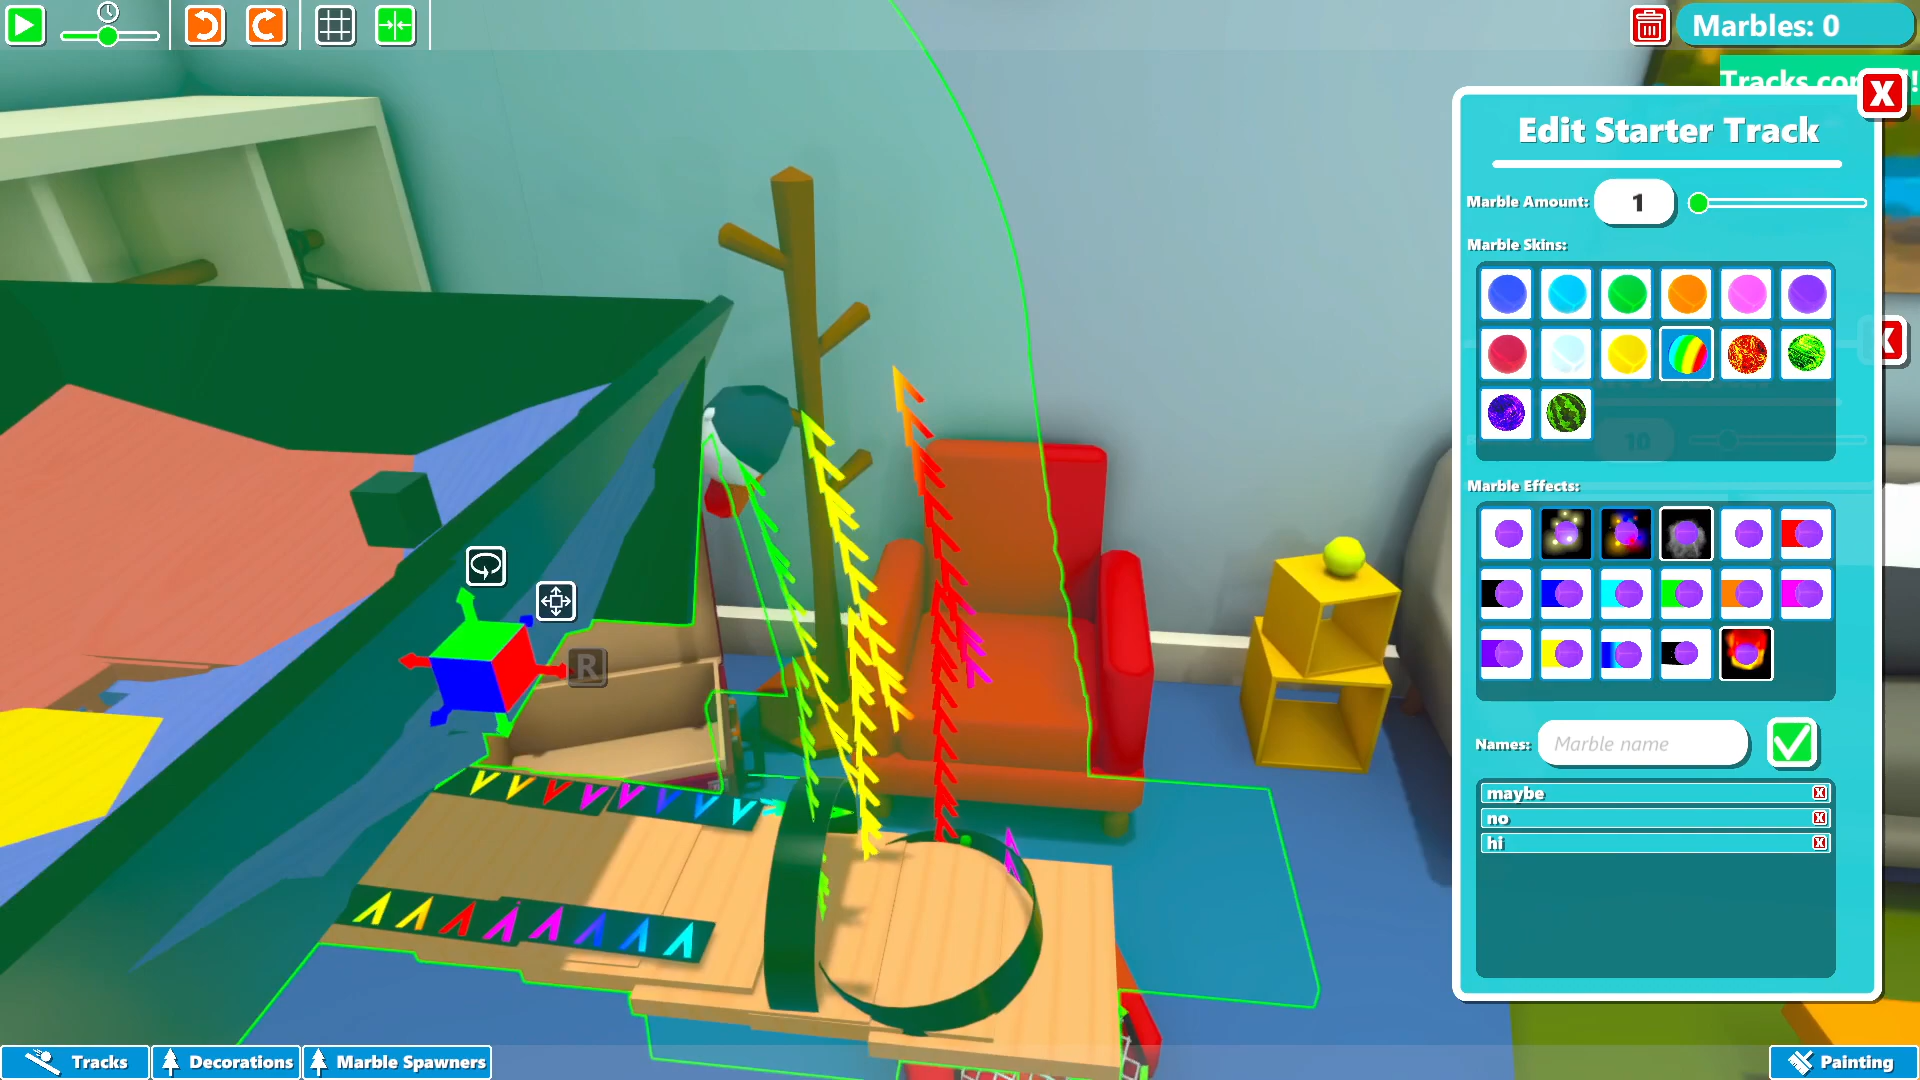 Marbles: 0
Tracks co
Edit Starter Track
Marble Amount: 1
Marble Skins:
10
Marble Effects:
R
Names: Marble name
maybe
no
hi
Tracks
Decorations
Marble Spawners
Painting